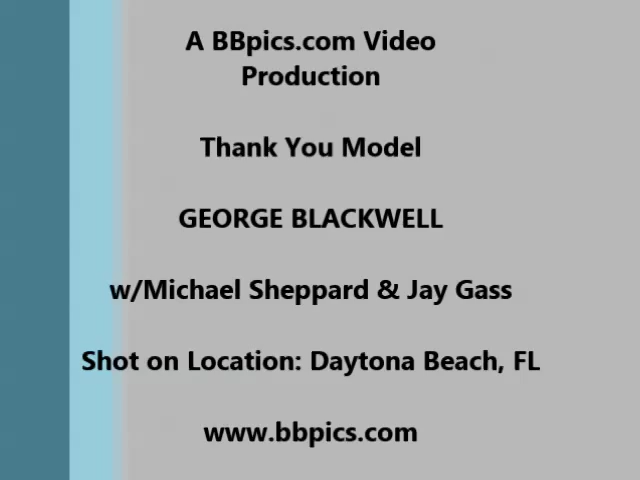 A BBpics.com Video
Production
Thank You Model
GEORGE BLACKWELL
w/Michael Sheppard & Jay Gass
Shot on Location: Daytona Beach, FL
www.bbpics.com